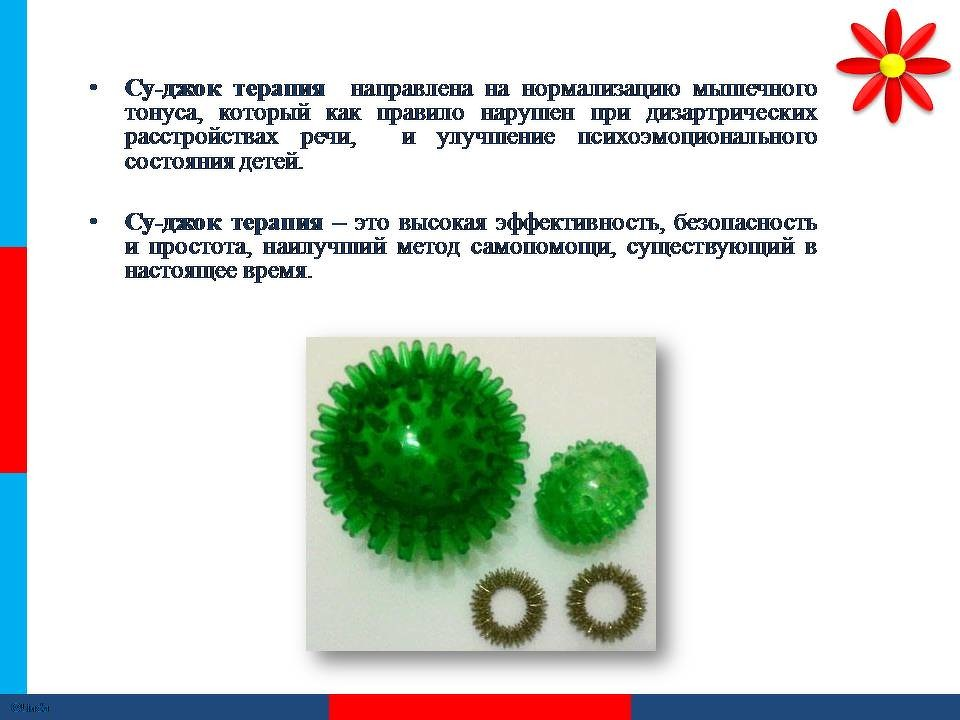 • Су-джок терапия направлена на нормализацию мышечного
тонуса, который как правило нарушен при дизартрических
расстройствах речи, и улучшение психоэмоционального
состояния детей.
• Су-джок терапия – это высокая эффективность, безопасность
и простота, наилучший метод самопомощи, существующий в
настоящее время.